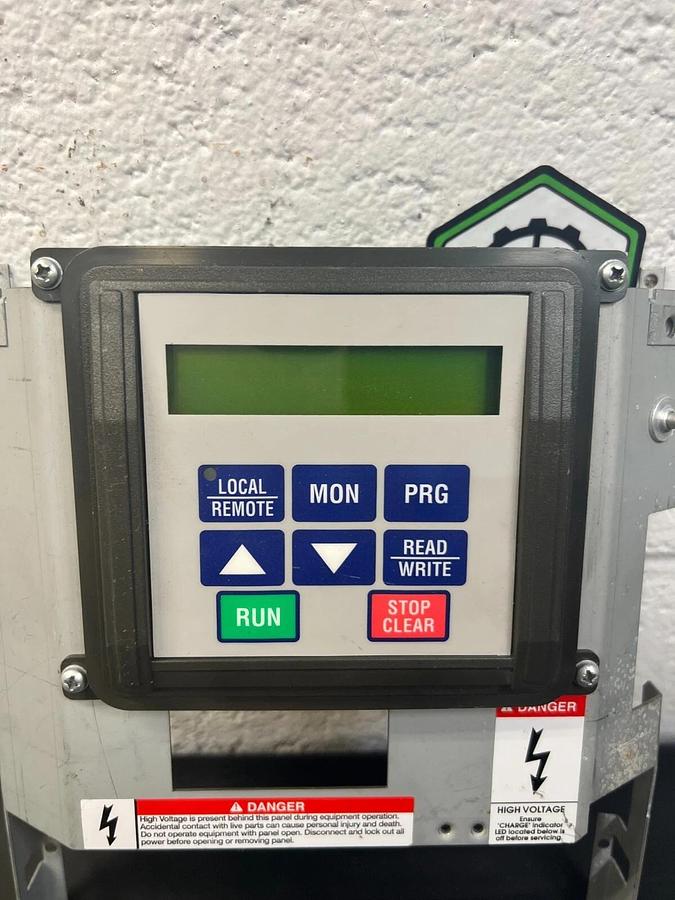 LOCAL
REMOTE
MON
PRG
READ
WRITE
RUN
STOP
CLEAR
DANGER
HIGH VOLTAGE
Ensure
'CHARGE' indicator
LED located below is
off before servicing.
DANGER
High Voltage is present behind this panel during equipment operation.
Accidental contact with live parts can cause personal injury and death.
Do not operate equipment with panel open. Disconnect and lock out all
power before opening or removing panel.